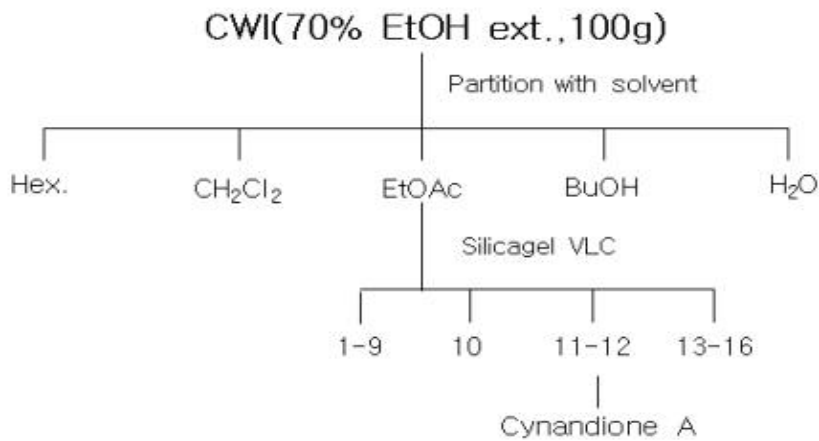 CWI(70% EtOH ext.,100g)
Partition with solvent
Hex. CH₂Cl₂ EtOAc BuOH H₂O
Silicagel VLC
1-9 10 11-12 13-16
Cynandione A